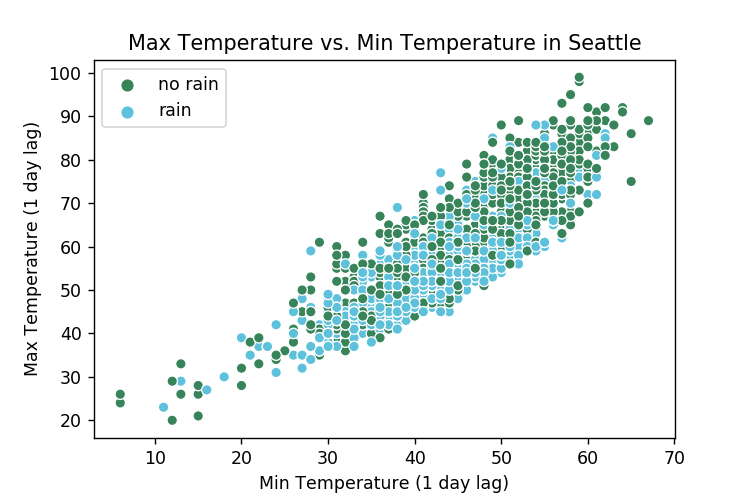 Max Temperature vs. Min Temperature in Seattle
no rain
rain
Max Temperature (1 day lag)
100
90
80
70
60
50
40
30
20
10 20 30 40 50 60 70
Min Temperature (1 day lag)